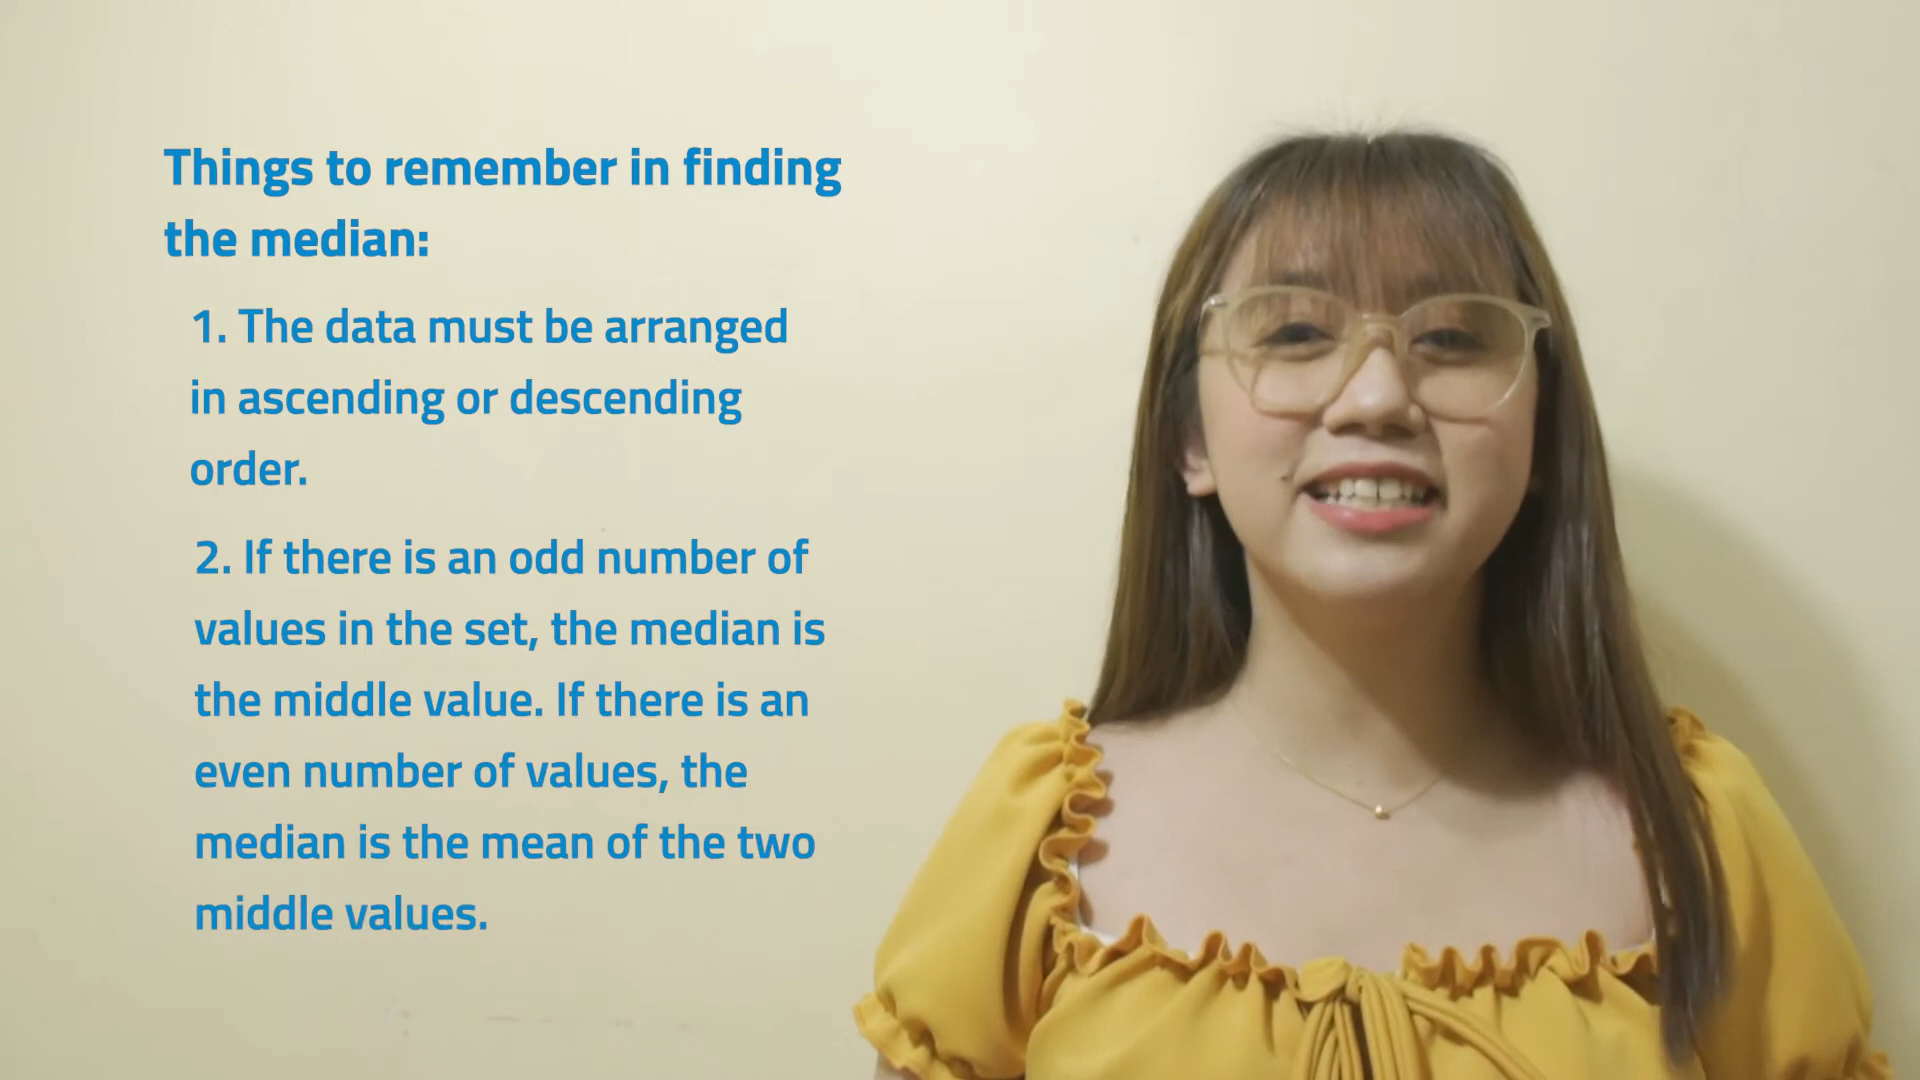 Things to remember in finding
the median:
1. The data must be arranged
in ascending or descending
order.
2. If there is an odd number of
values in the set, the median is
the middle value. If there is an
even number of values, the
median is the mean of the two
middle values.